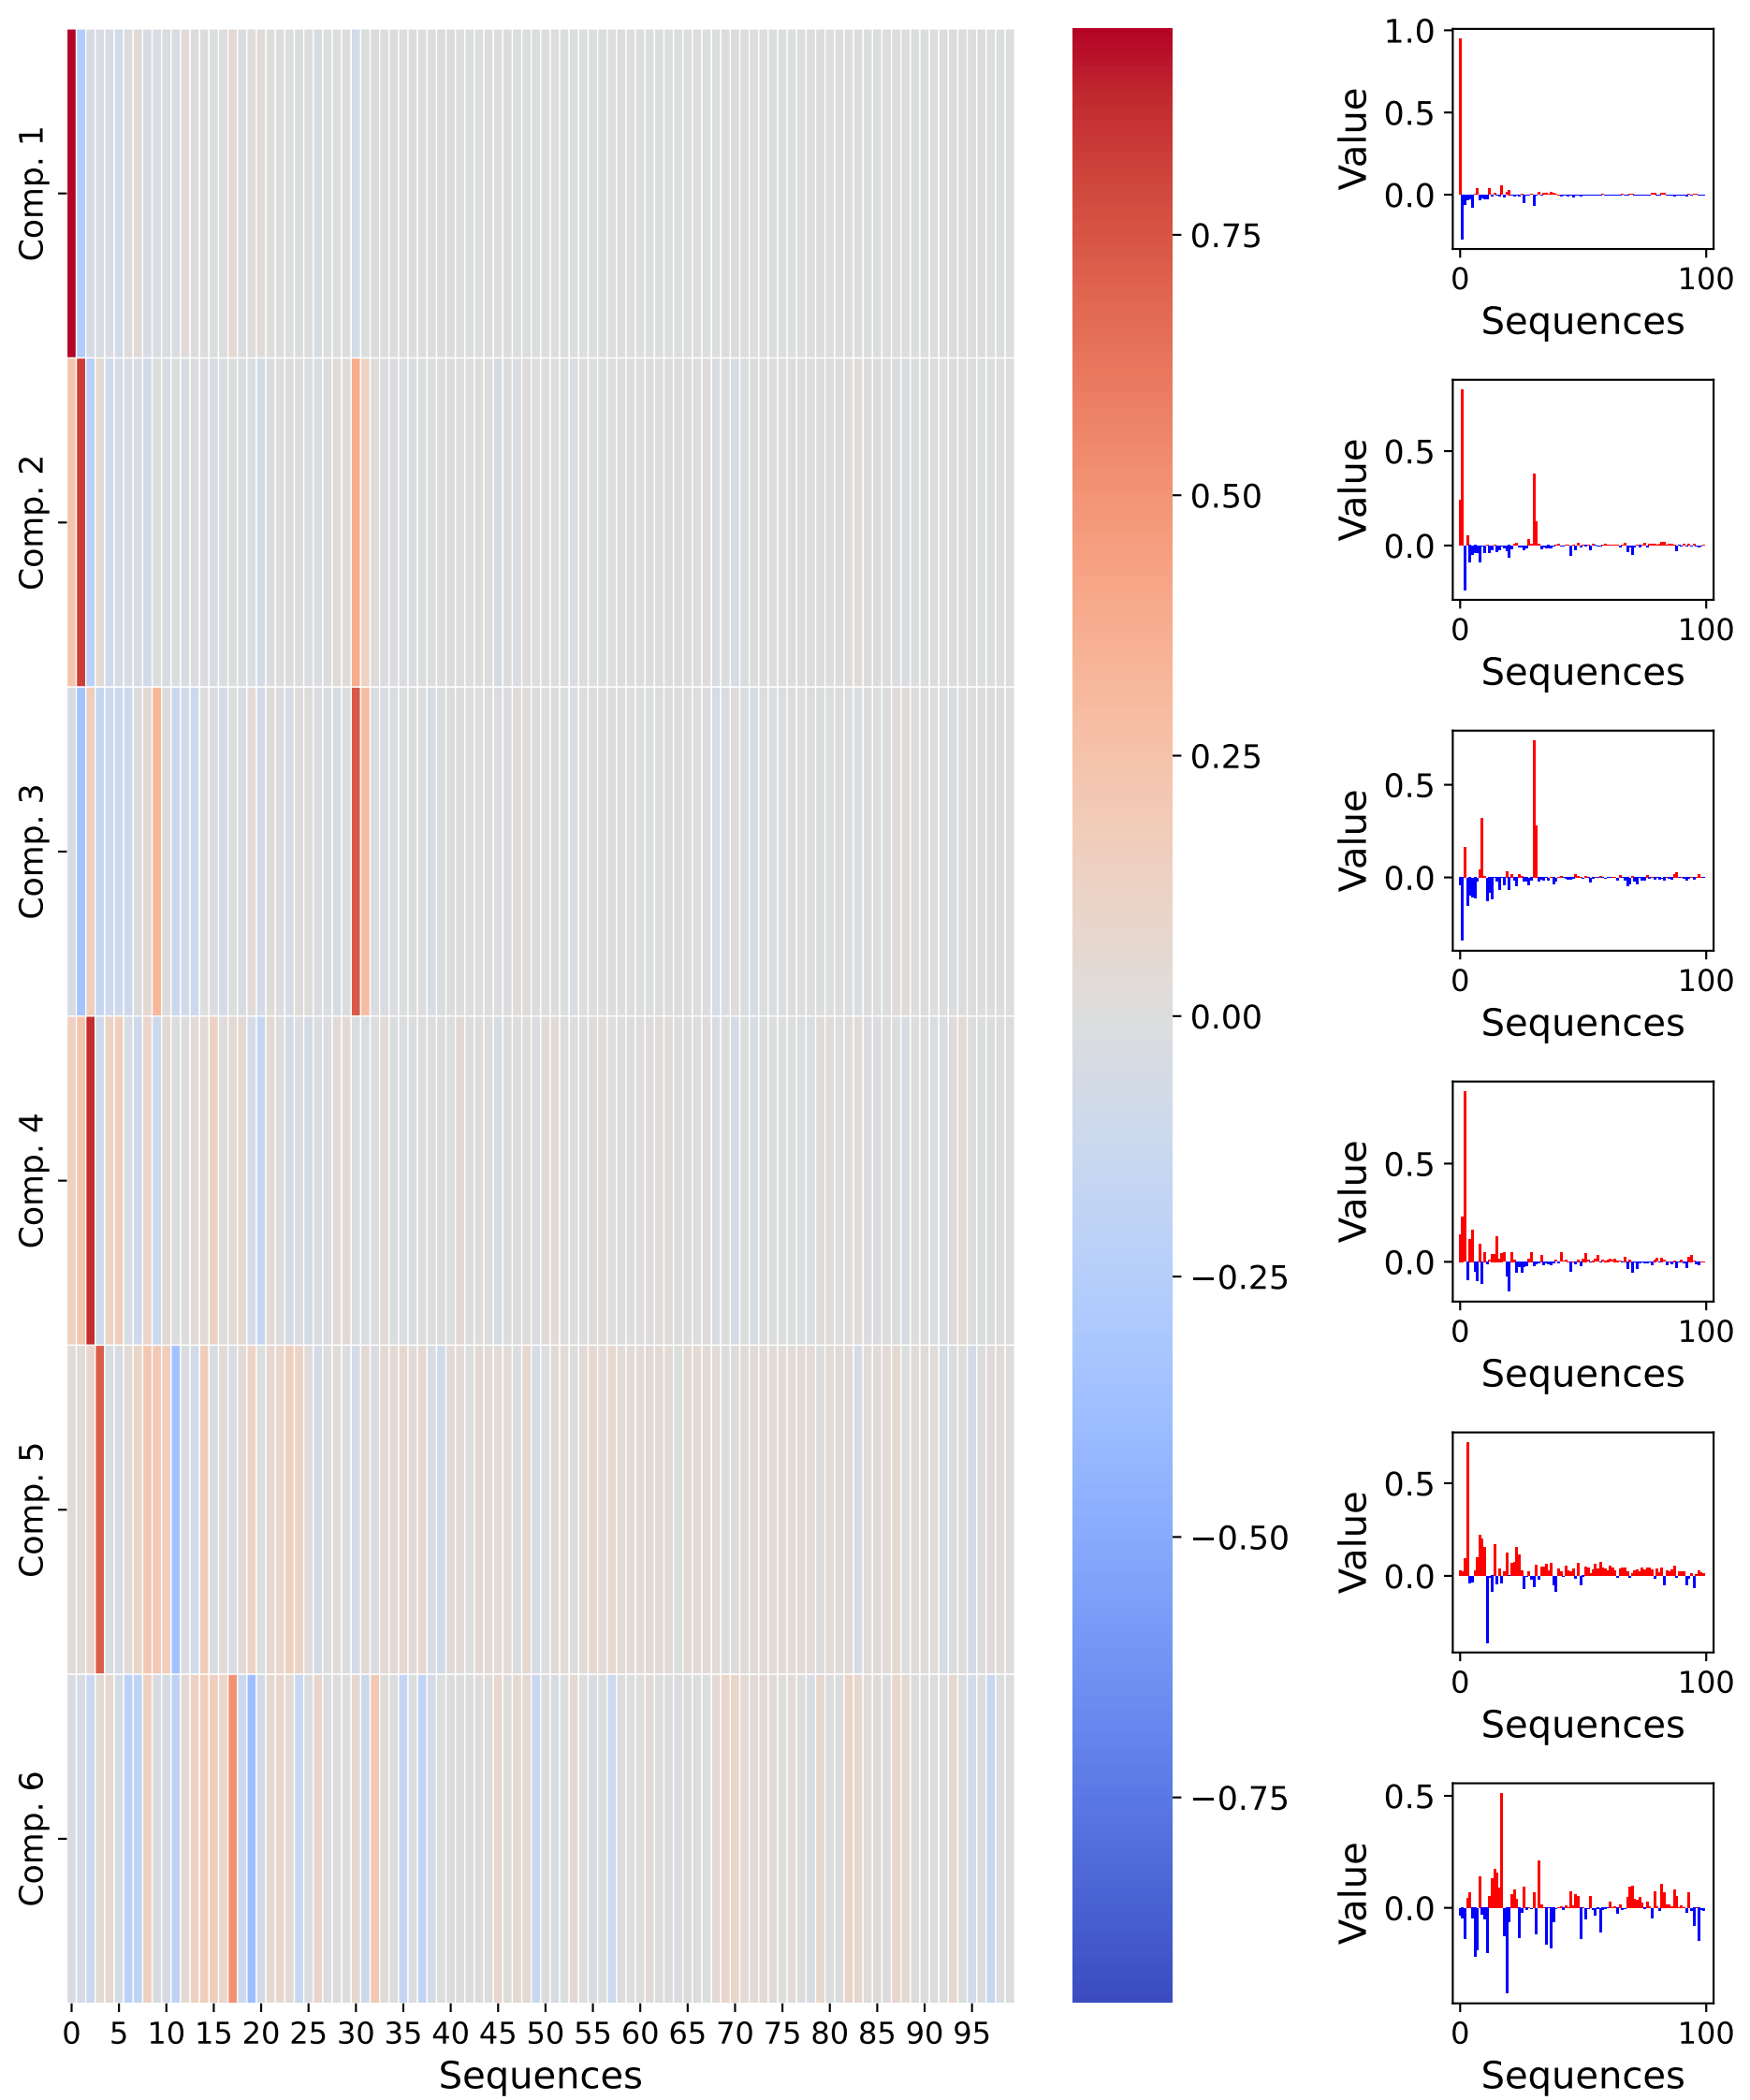 Comp. 1
Comp. 2
Comp. 3
Comp. 4
Comp. 5
Comp. 6
0 5 10 15 20 25 30 35 40 45 50 55 60 65 70 75 80 85 90 95
Sequences
0.75
0.50
0.25
0.00
−0.25
−0.50
−0.75
Value
1.0
0.5
0.0
0 100
Sequences
Value
0.5
0.0
0 100
Sequences
Value
0.5
0.0
0 100
Sequences
Value
0.5
0.0
0 100
Sequences
Value
0.5
0.0
0 100
Sequences
Value
0.5
0.0
0 100
Sequences